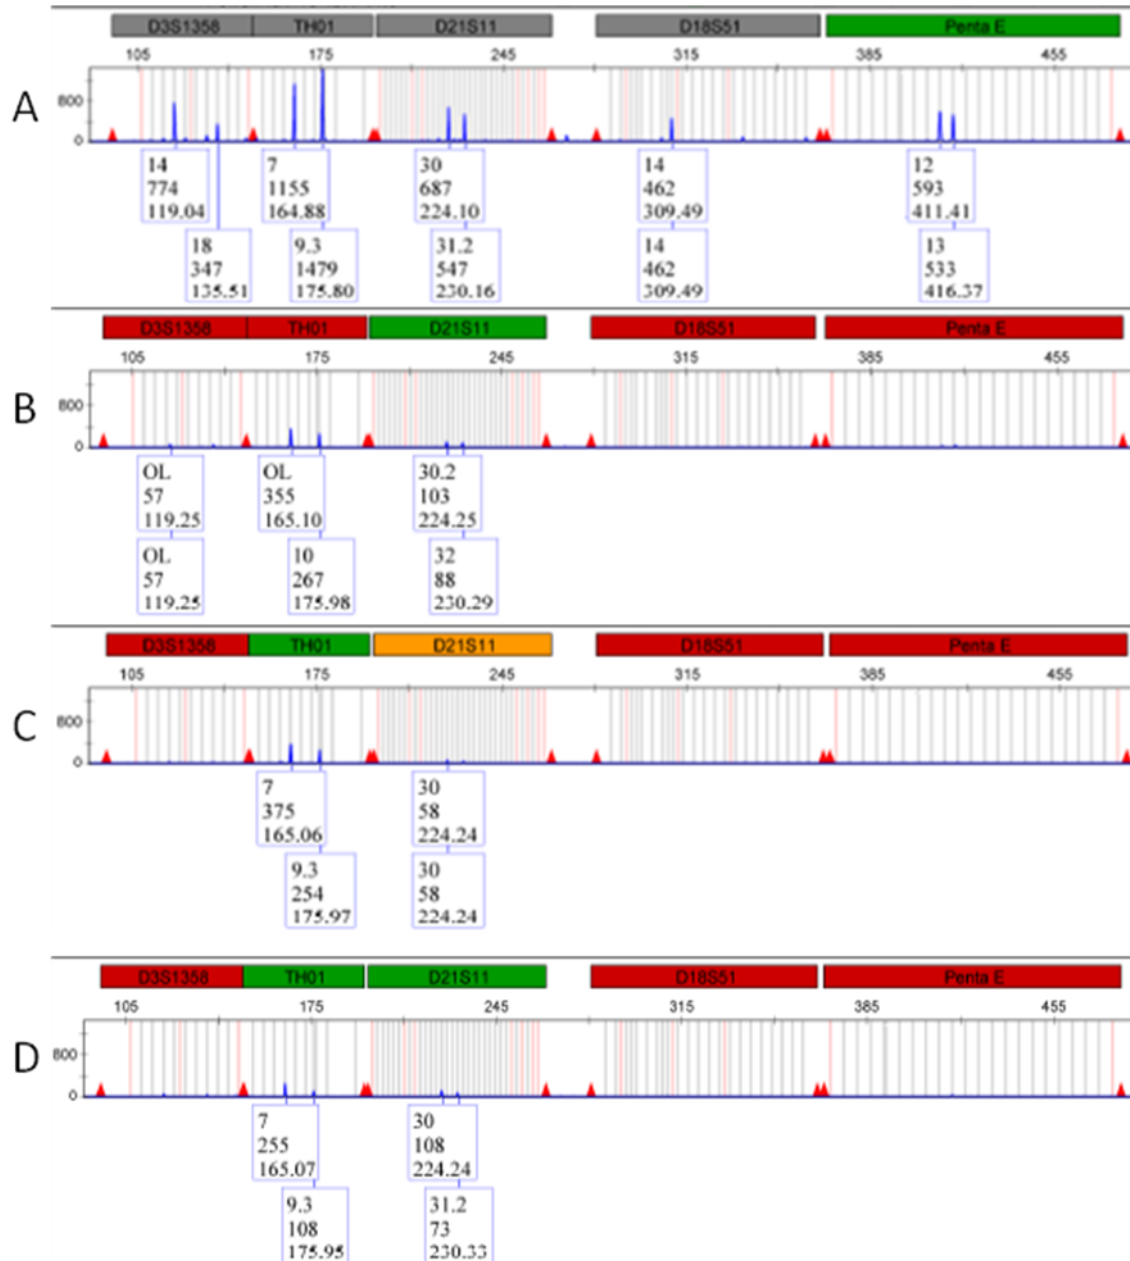 D3S1358 TH01 D21S11 D18S51 Penta E
105 175 245 315 385 455
A
800
0
14 7 30 14 12
774 1155 687 462 593
119.04 164.88 224.10 309.49 411.41
18 9.3 31.2 14 13
347 1479 547 462 533
135.51 175.80 230.16 309.49 416.37
D3S1358 TH01 D21S11 D18S51 Penta E
105 175 245 315 385 455
B
800
0
OL OL 30.2
57 355 103
119.25 165.10 224.25
OL 10 32
57 267 88
119.25 175.98 230.29
D3S1358 TH01 D21S11 D18S51 Penta E
105 175 245 315 385 455
C
800
0
7 30
375 58
165.06 224.24
9.3 30
254 58
175.97 224.24
D3S1358 TH01 D21S11 D18S51 Penta E
105 175 245 315 385 455
D
800
0
7 30
255 108
165.07 224.24
9.3 31.2
108 73
175.95 230.33